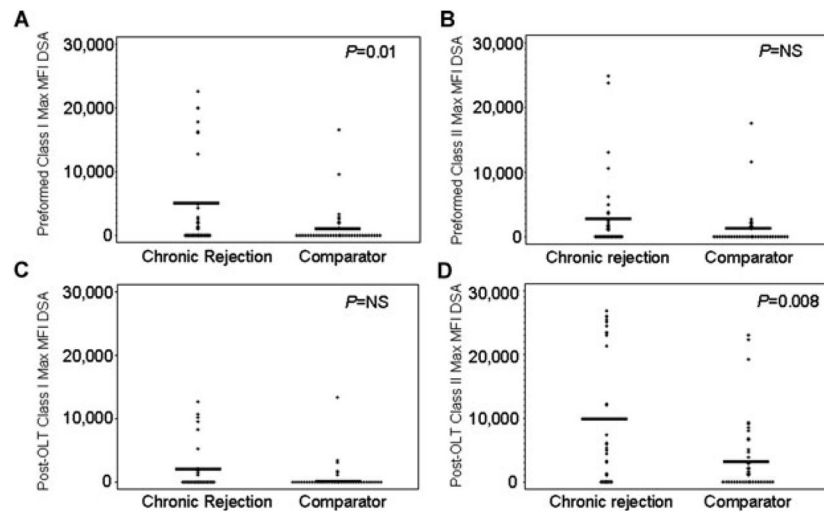 A
Preformed Class I Max MFI DSA
30,000
20,000
10,000
0
P=0.01
Chronic Rejection
Comparator
B
Preformed Class II Max MFI DSA
30,000
20,000
10,000
0
P=NS
Chronic rejection
Comparator
C
Post-OLT Class I Max MFI DSA
30,000
20,000
10,000
0
P=NS
Chronic Rejection
Comparator
D
Post-OLT Class II Max MFI DSA
30,000
20,000
10,000
0
P=0.008
Chronic rejection
Comparator